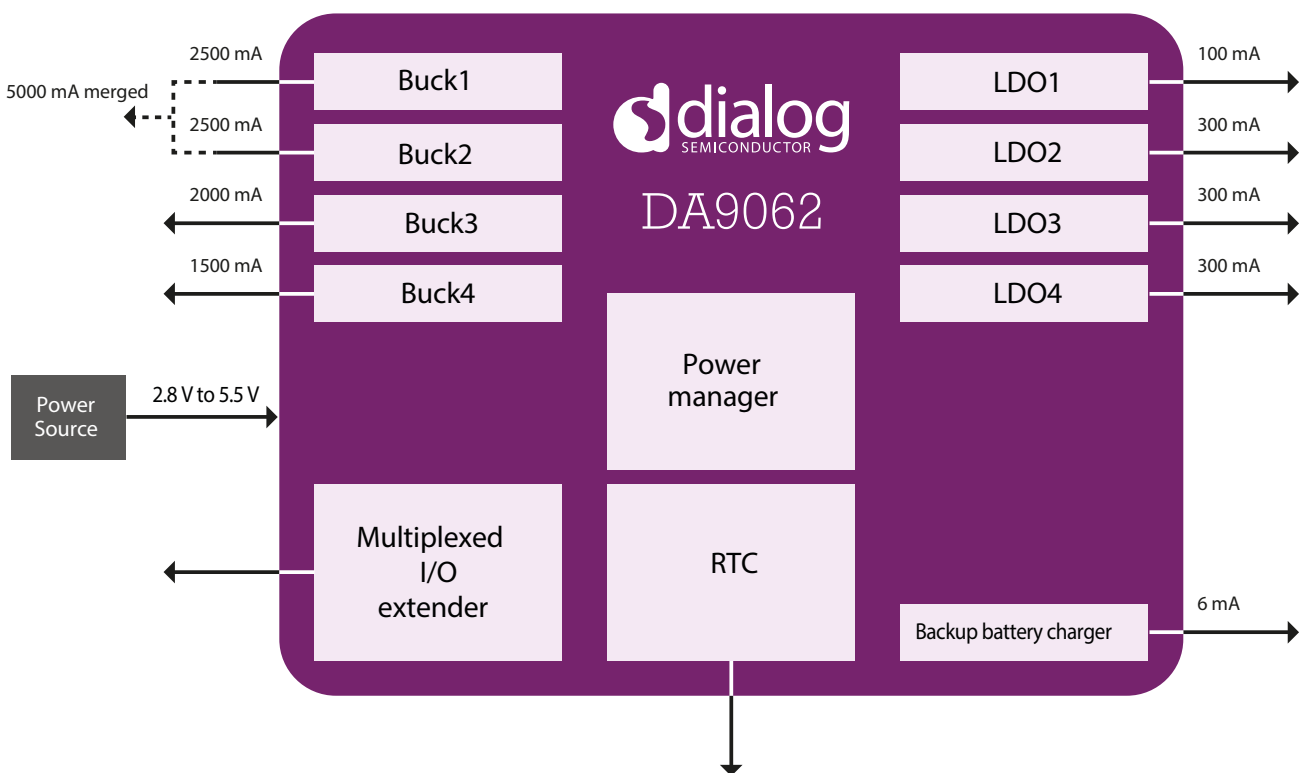 2500 mA
5000 mA merged
2500 mA
2000 mA
1500 mA
Buck1
Buck2
Buck3
Buck4
dialog
SEMICONDUCTOR
DA9062
LDO1
LDO2
LDO3
LDO4
100 mA
300 mA
300 mA
300 mA
Power
Source
2.8 V to 5.5 V
Power
manager
Multiplexed
I/O
extender
RTC
Backup battery charger
6 mA